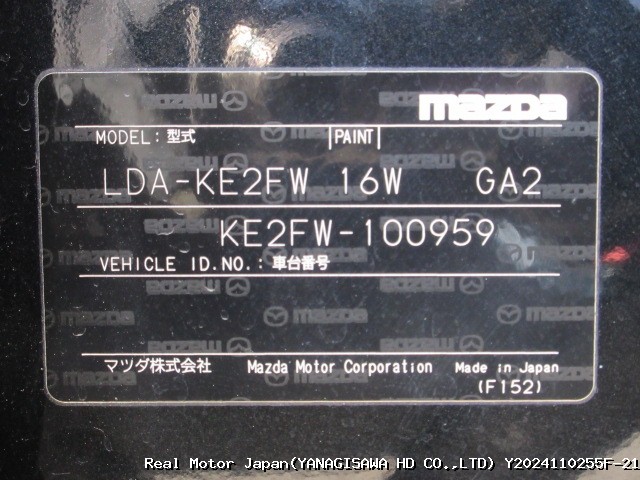 mazda
MODEL: 型式 PAINT
LDA-KE2FW 16W GA2
KE2FW-100959
VEHICLE ID.NO.: 車台番号
マツダ株式会社 Mazda Motor Corporation Made in Japan
(F152)
Real Motor Japan(YANAGISAWA HD CO.,LTD) Y2024110255F-21